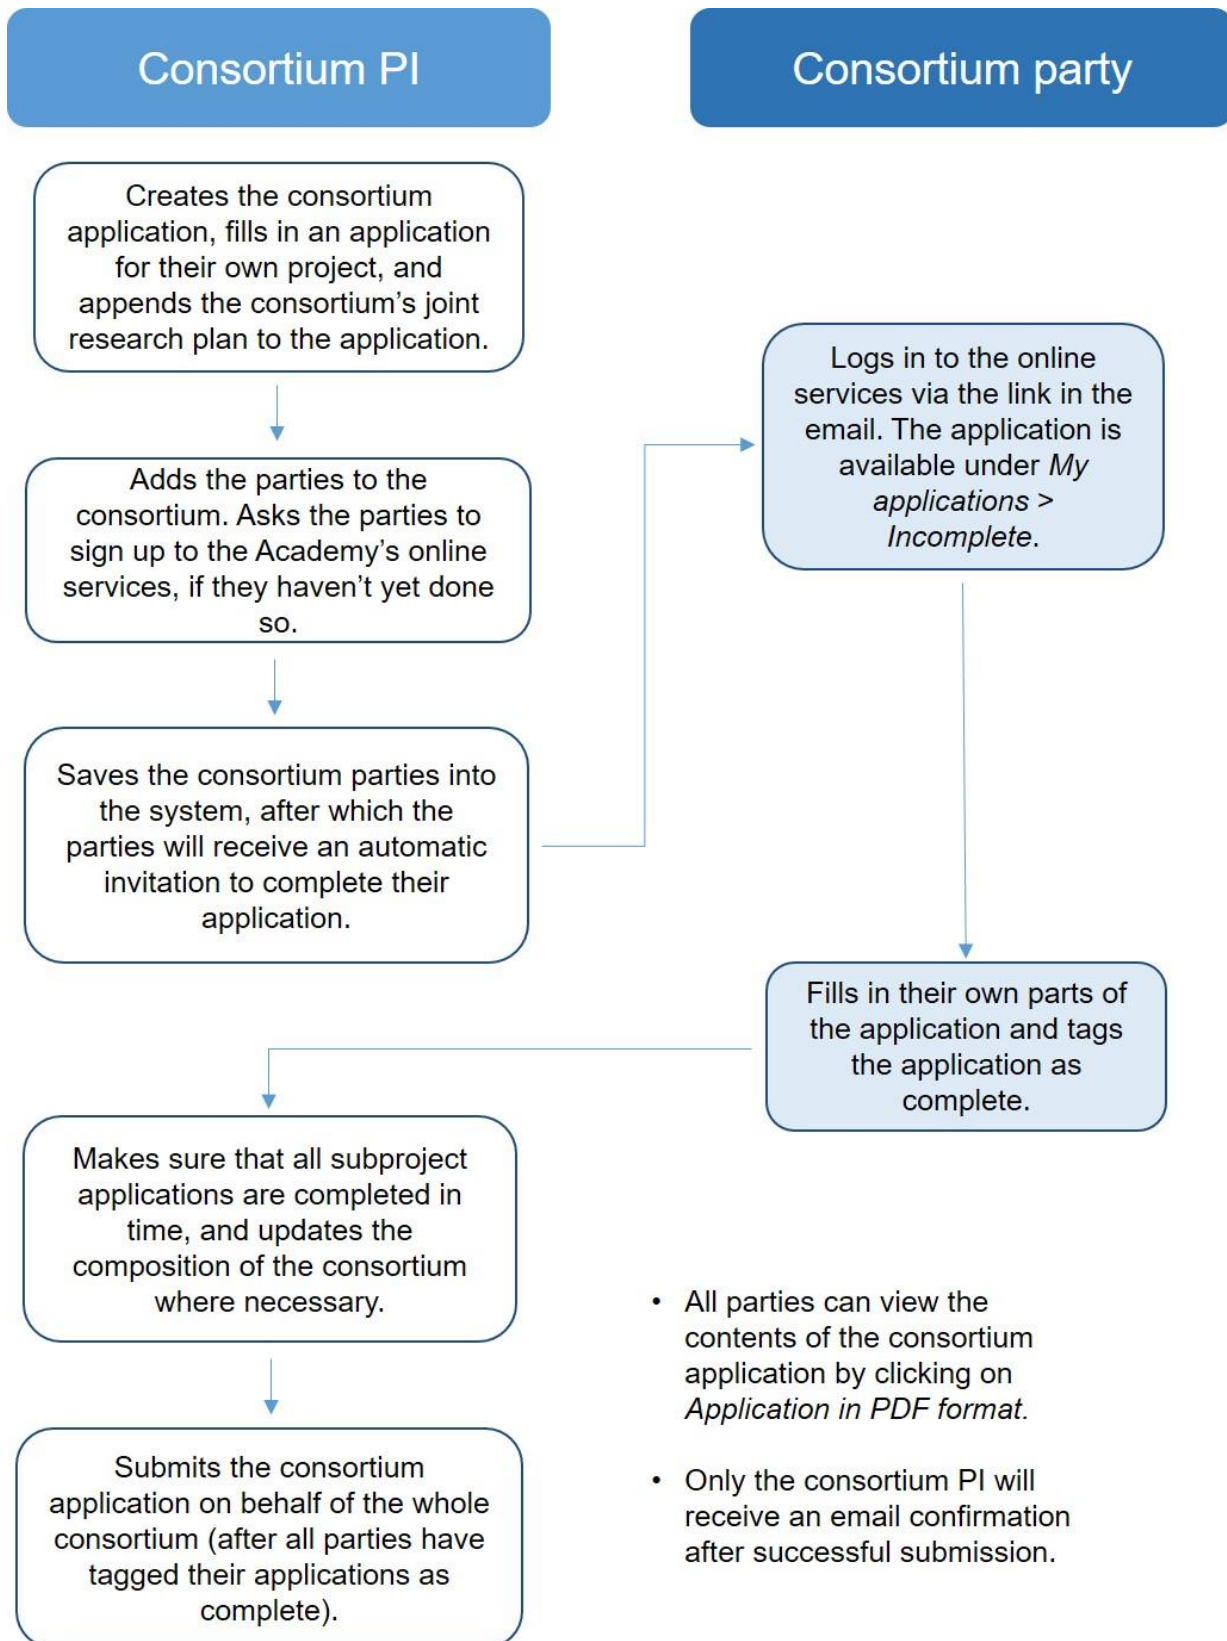 Consortium PI
Consortium party
Creates the consortium
application, fills in an application
for their own project, and
appends the consortium’s joint
research plan to the application.
Adds the parties to the
consortium. Asks the parties to
sign up to the Academy’s online
services, if they haven’t yet done
so.
Saves the consortium parties into
the system, after which the
parties will receive an automatic
invitation to complete their
application.
Logs in to the online
services via the link in the
email. The application is
available under My
applications >
Incomplete.
Fills in their own parts of
the application and tags
the application as
complete.
Makes sure that all subproject
applications are completed in
time, and updates the
composition of the consortium
where necessary.
Submits the consortium
application on behalf of the whole
consortium (after all parties have
tagged their applications as
complete).
• All parties can view the
contents of the consortium
application by clicking on
Application in PDF format.
• Only the consortium PI will
receive an email confirmation
after successful submission.